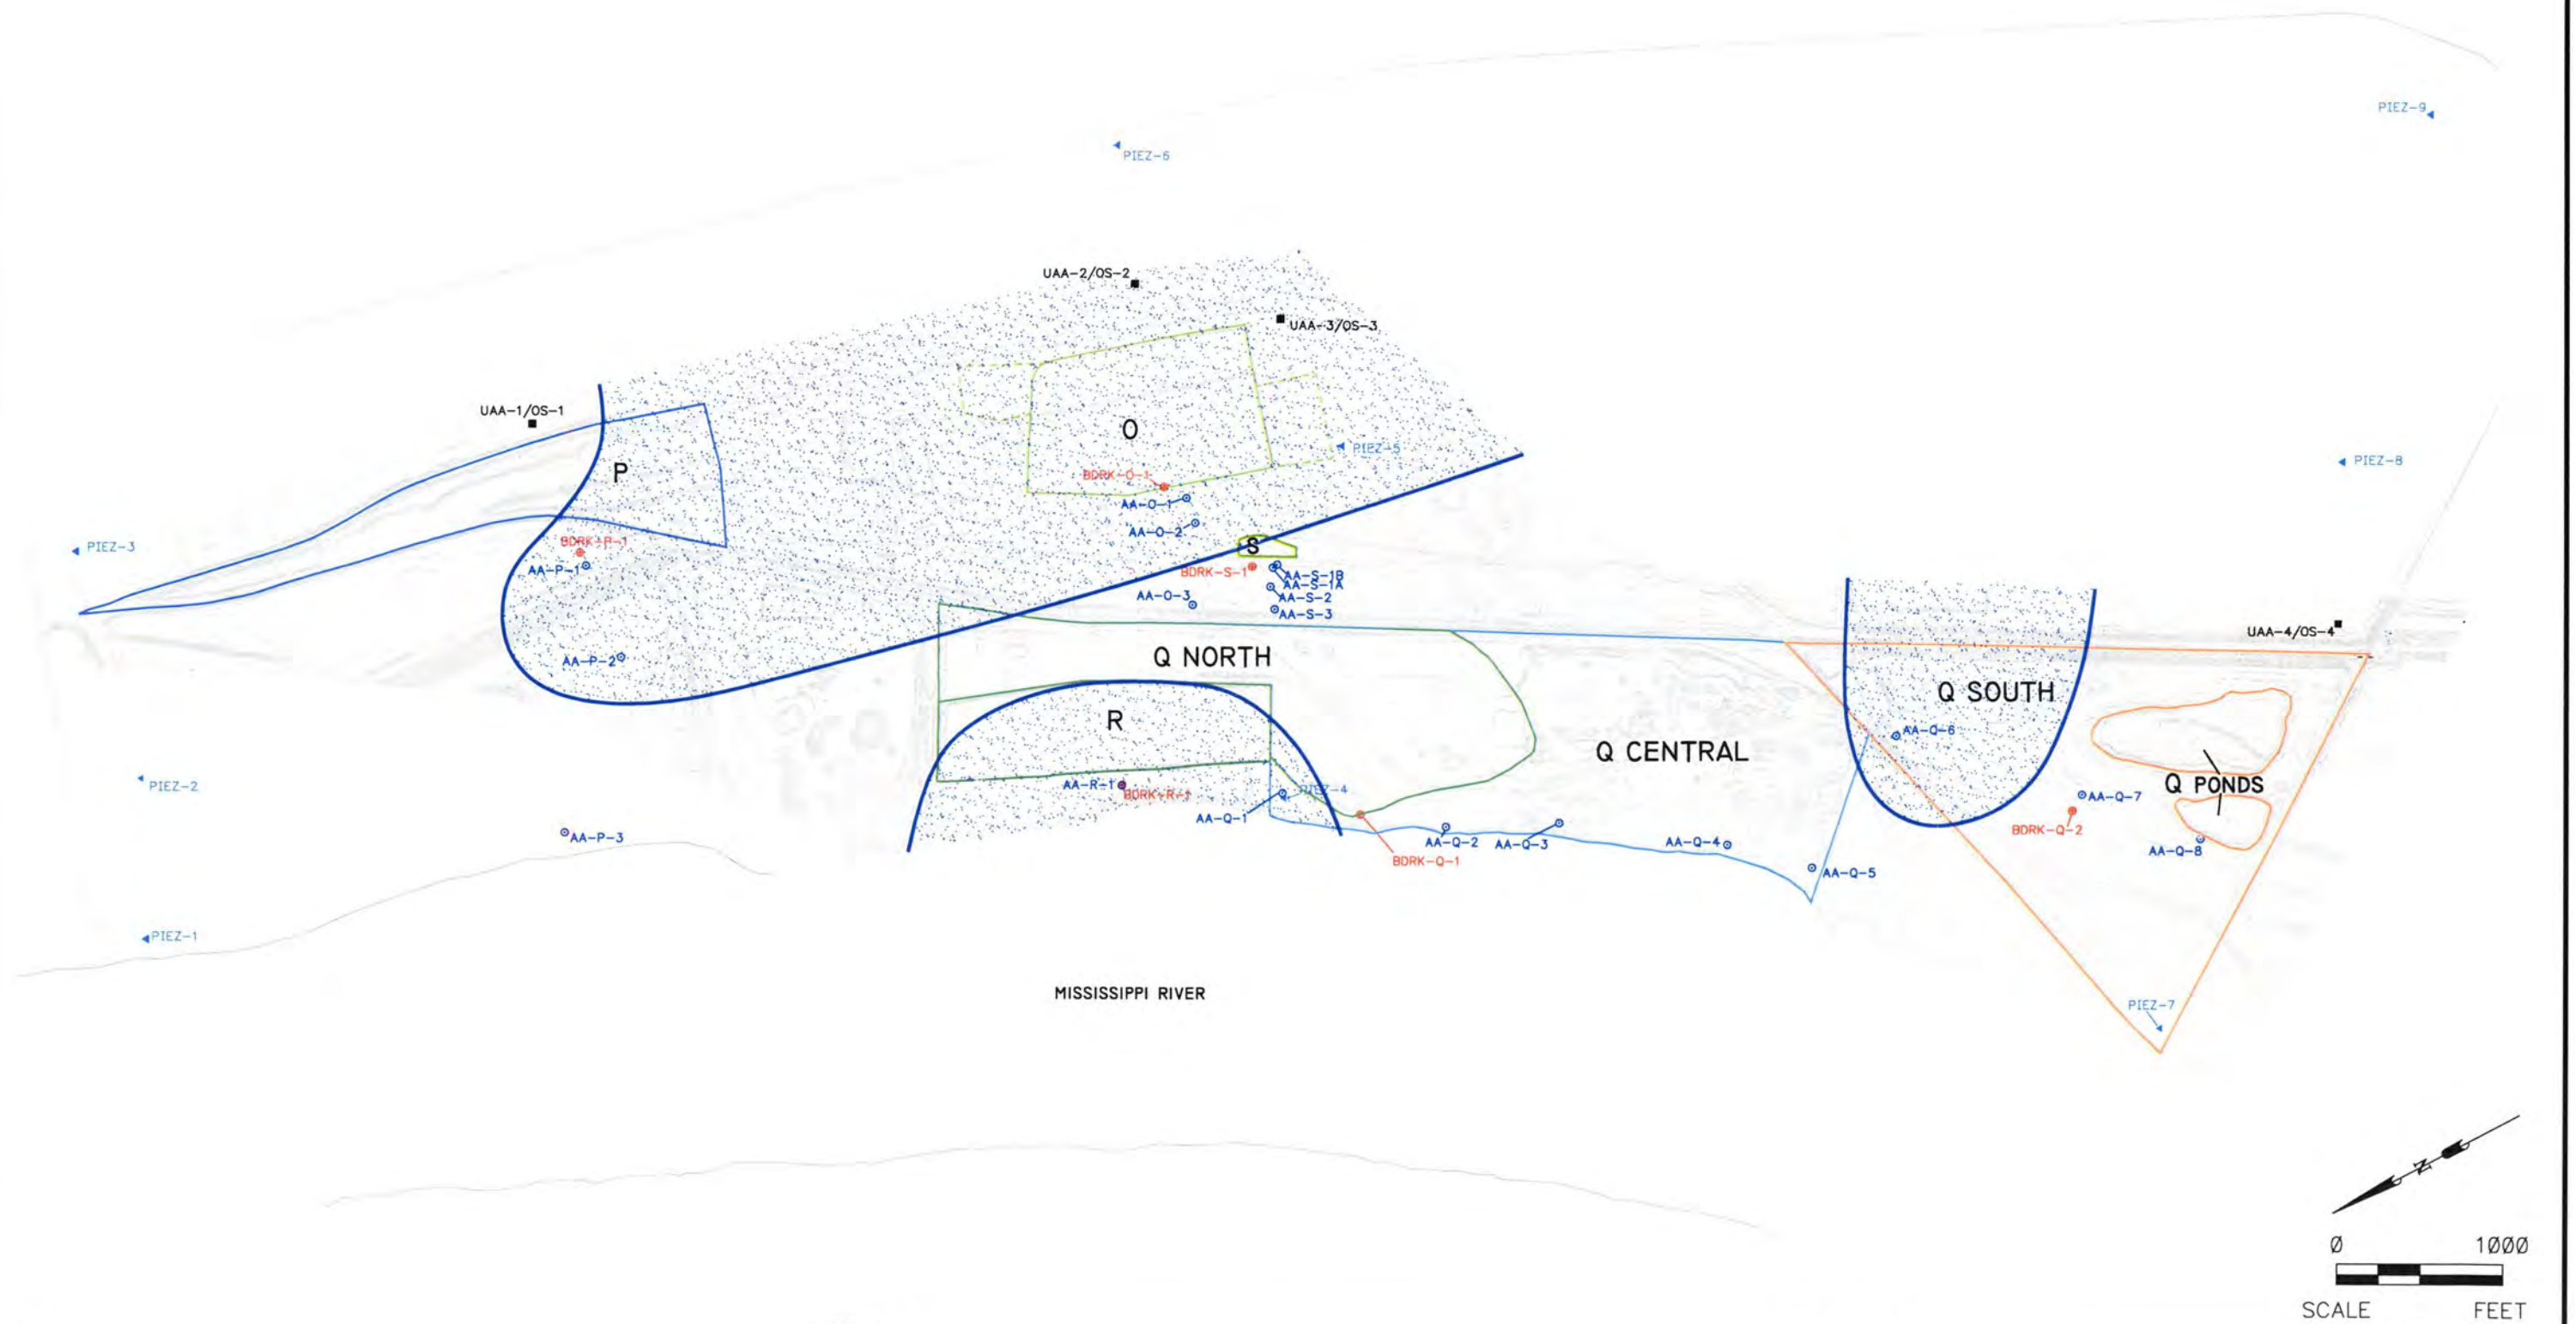 PIEZ-9
PIEZ-6
UAA-2/OS-2
UAA-3/OS-3
UAA-1/OS-1
O
PIEZ-5
PIEZ-8
P
BDRK-O-1
AA-O-1
AA-O-2
PIEZ-3
BDRK-P-1
AA-P-1
S
BDRK-S-1
AA-S-1B
AA-S-1A
AA-O-3
AA-S-2
AA-S-3
UAA-4/OS-4
AA-P-2
Q NORTH
Q SOUTH
R
AA-Q-6
Q CENTRAL
PIEZ-2
AA-R-1
BDRK-R-1
PIEZ-4
Q PONDS
AA-Q-7
AA-Q-1
BDRK-Q-2
AA-P-3
AA-Q-2
AA-Q-3
AA-Q-4
AA-Q-8
BDRK-Q-1
AA-Q-5
PIEZ-1
MISSISSIPPI RIVER
PIEZ-7
N
0 1000
SCALE FEET